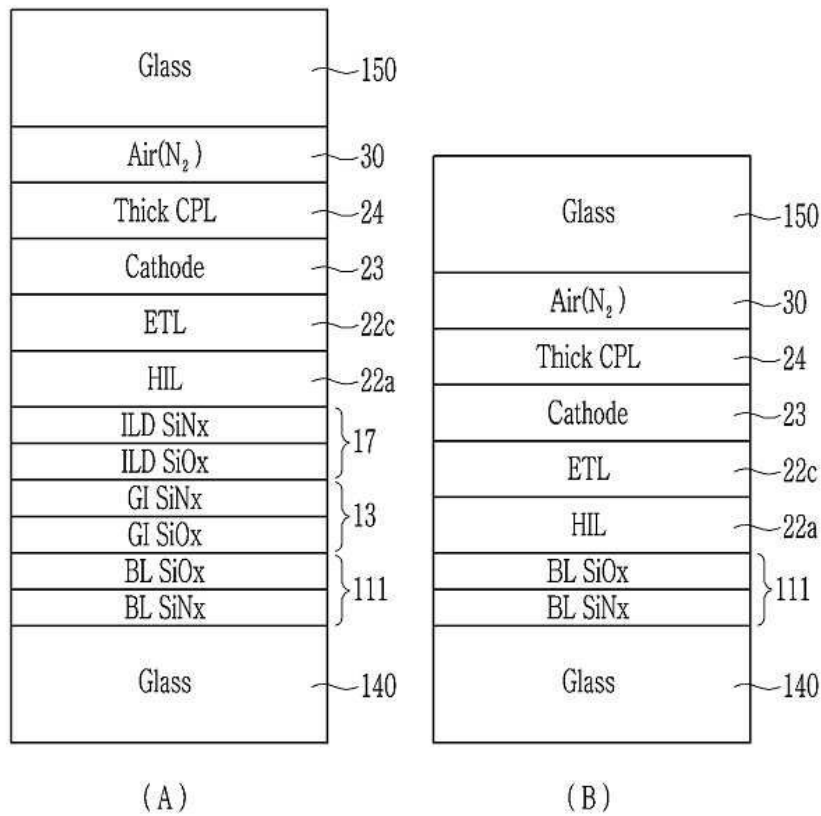 Glass 150
Air(N₂) 30
Thick CPL 24
Cathode 23
ETL 22c
HIL 22a
ILD SiNx
17
ILD SiOx
GI SiNx
13
GI SiOx
BL SiOx
111
BL SiNx
Glass 140
(A)
Glass 150
Air(N₂) 30
Thick CPL 24
Cathode 23
ETL 22c
HIL 22a
BL SiOx
111
BL SiNx
Glass 140
(B)